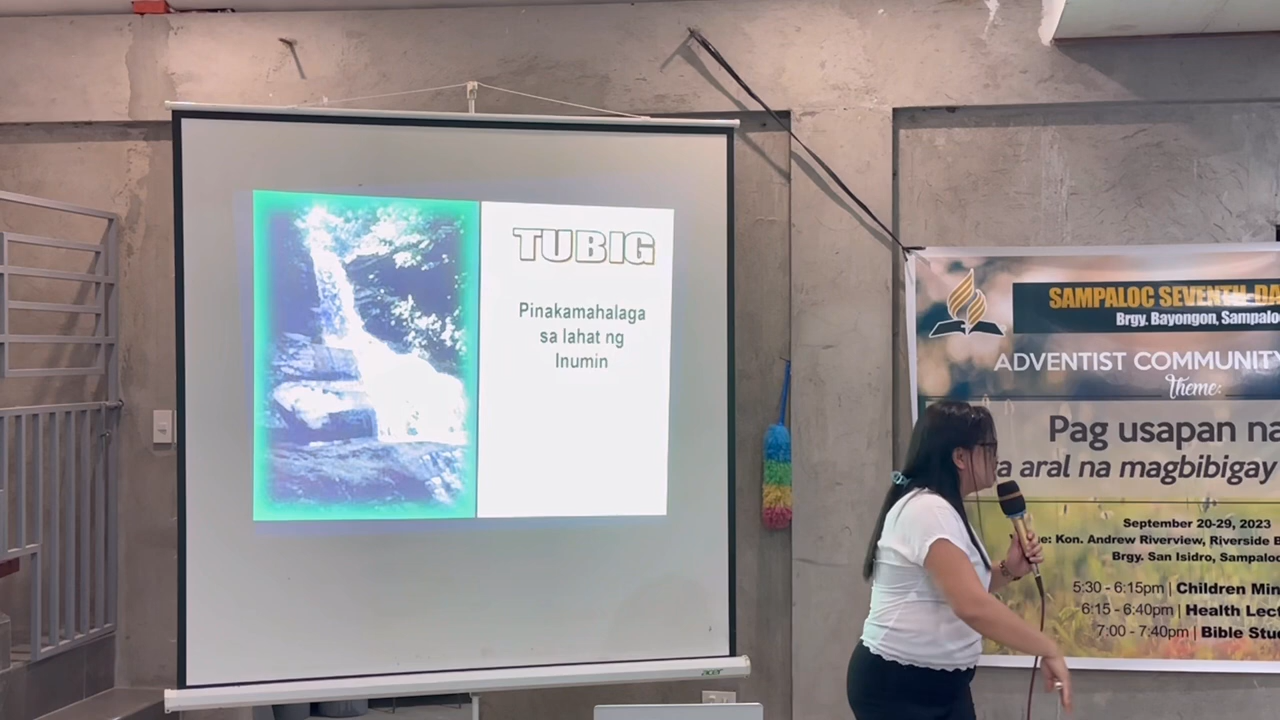 TUBIG
Pinakamahalaga
sa lahat ng
Inumin
acer
SAMPALOC SEVENTH-DA
Brgy. Bayongon, Sampaloc
ADVENTIST COMMUNITY
Theme:
Pag usapan na
aral na magbibigay
September 20-29, 2023
Kon. Andrew Riverview, Riverside
Brgy. San Isidro, Sampaloc
5:30 - 6:15pm | Children Min
6:15 - 6:40pm | Health Lect
7:00 - 7:40pm | Bible Stu